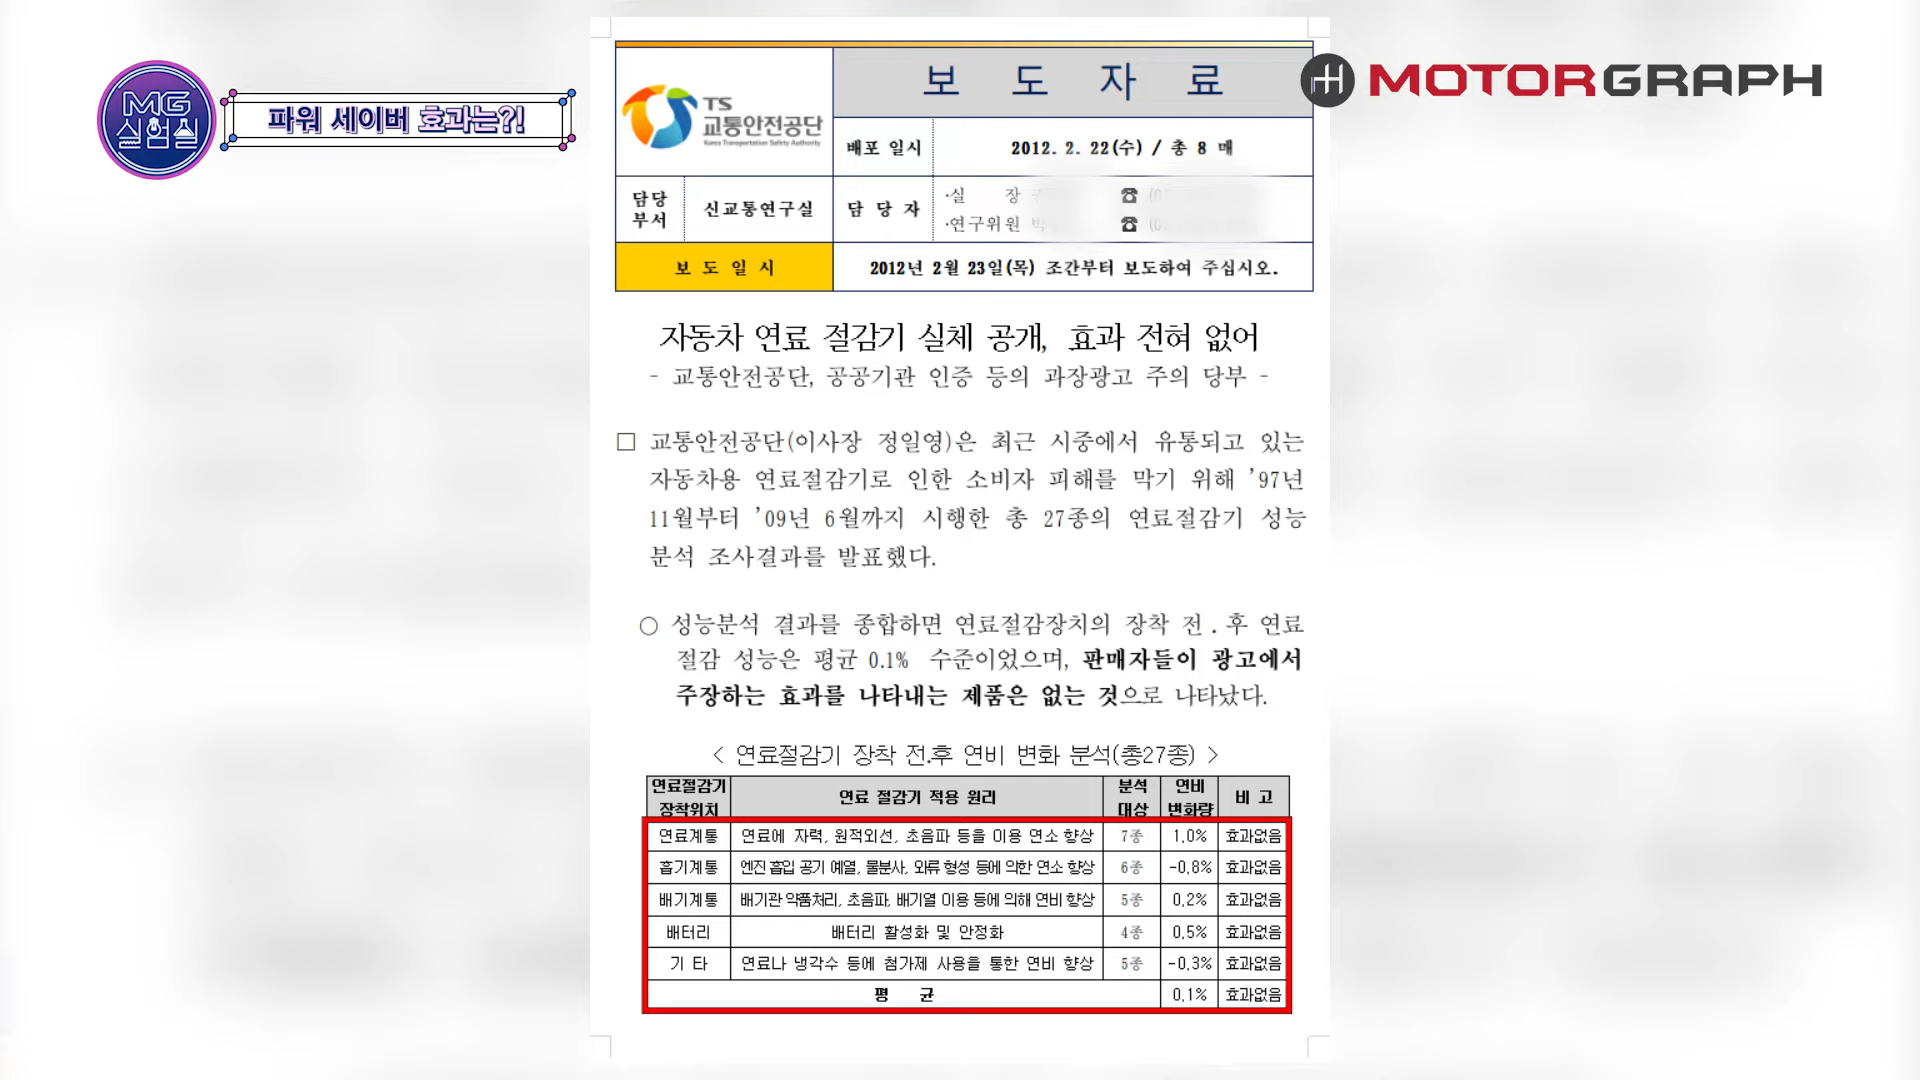 MG
실험실
파워 세이버 효과는?!
MOTORGRAPH
TS
교통안전공단
Korea Transportation Safety Authority
보 도 자 료
배포 일시
2012. 2. 22(수) / 총 8 매
담당
부서
신교통연구실
담 당 자
·실 장
·연구위원 박
보 도 일 시
2012년 2월 23일(목) 조간부터 보도하여 주십시오.
자동차 연료 절감기 실체 공개, 효과 전혀 없어
- 교통안전공단, 공공기관 인증 등의 과장광고 주의 당부 -
□ 교통안전공단(이사장 정일영)은 최근 시중에서 유통되고 있는
자동차용 연료절감기로 인한 소비자 피해를 막기 위해 ’97년
11월부터 ’09년 6월까지 시행한 총 27종의 연료절감기 성능
분석 조사결과를 발표했다.
○ 성능분석 결과를 종합하면 연료절감장치의 장착 전.후 연료
절감 성능은 평균 0.1% 수준이었으며, 판매자들이 광고에서
주장하는 효과를 나타내는 제품은 없는 것으로 나타났다.
< 연료절감기 장착 전.후 연비 변화 분석(총27종) >
연료절감기 장착위치 연료 절감기 적용 원리 분석 대상 연비 변화량 비 고
연료계통 연료에 자력, 원적외선, 초음파 등을 이용 연소 향상 7종 1.0% 효과없음
흡기계통 엔진 흡입 공기 예열, 물분사, 와류 형성 등에 의한 연소 향상 6종 -0.8% 효과없음
배기계통 배기관 약품처리, 초음파, 배기열 이용 등에 의해 연비 향상 5종 0.2% 효과없음
배터리 배터리 활성화 및 안정화 4종 0.5% 효과없음
기 타 연료나 냉각수 등에 첨가제 사용을 통한 연비 향상 5종 -0.3% 효과없음
평 균 0.1% 효과없음